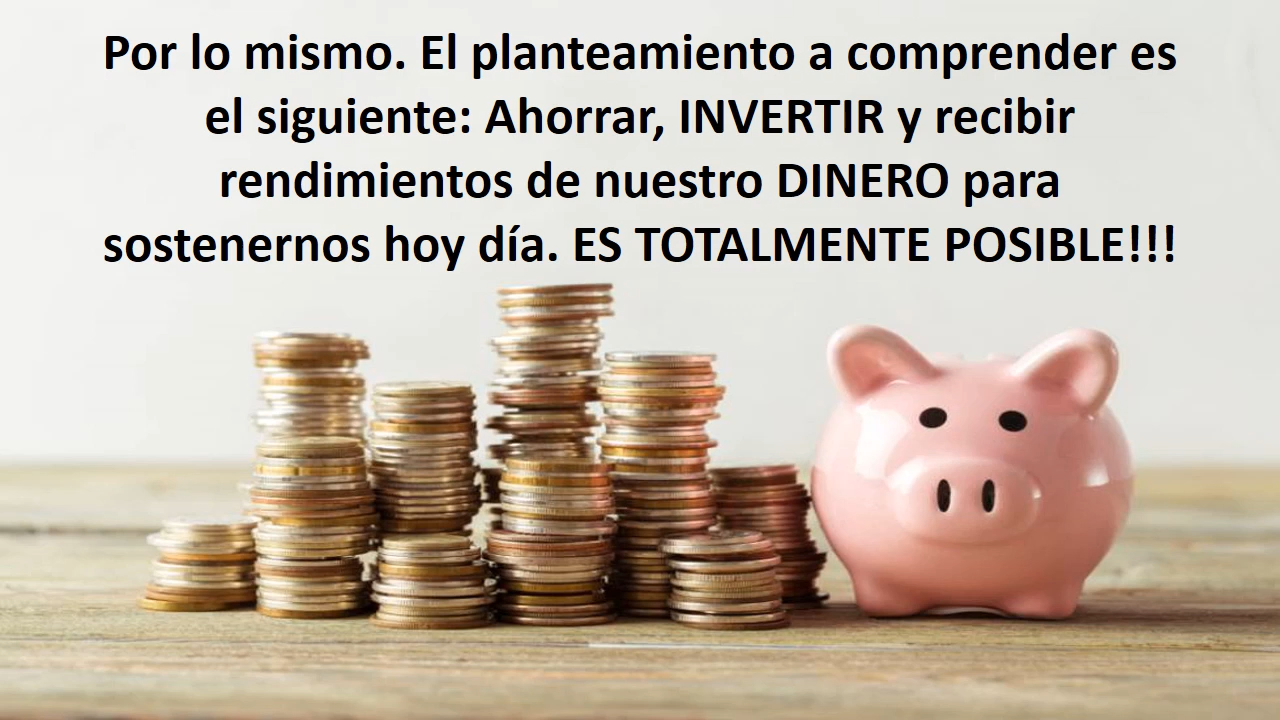 Por lo mismo. El planteamiento a comprender es
el siguiente: Ahorrar, INVERTIR y recibir
rendimientos de nuestro DINERO para
sostenernos hoy día. ES TOTALMENTE POSIBLE!!!